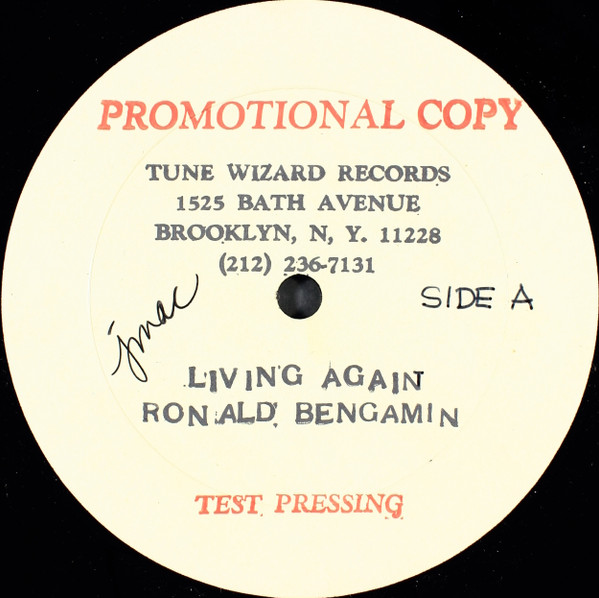 PROMOTIONAL COPY
TUNE WIZARD RECORDS
1525 BATH AVENUE
BROOKLYN, N, Y. 11228
(212) 236-7131
SIDE A
jmac
LIVING AGAIN
RONALD BENGAMIN
TEST PRESSING